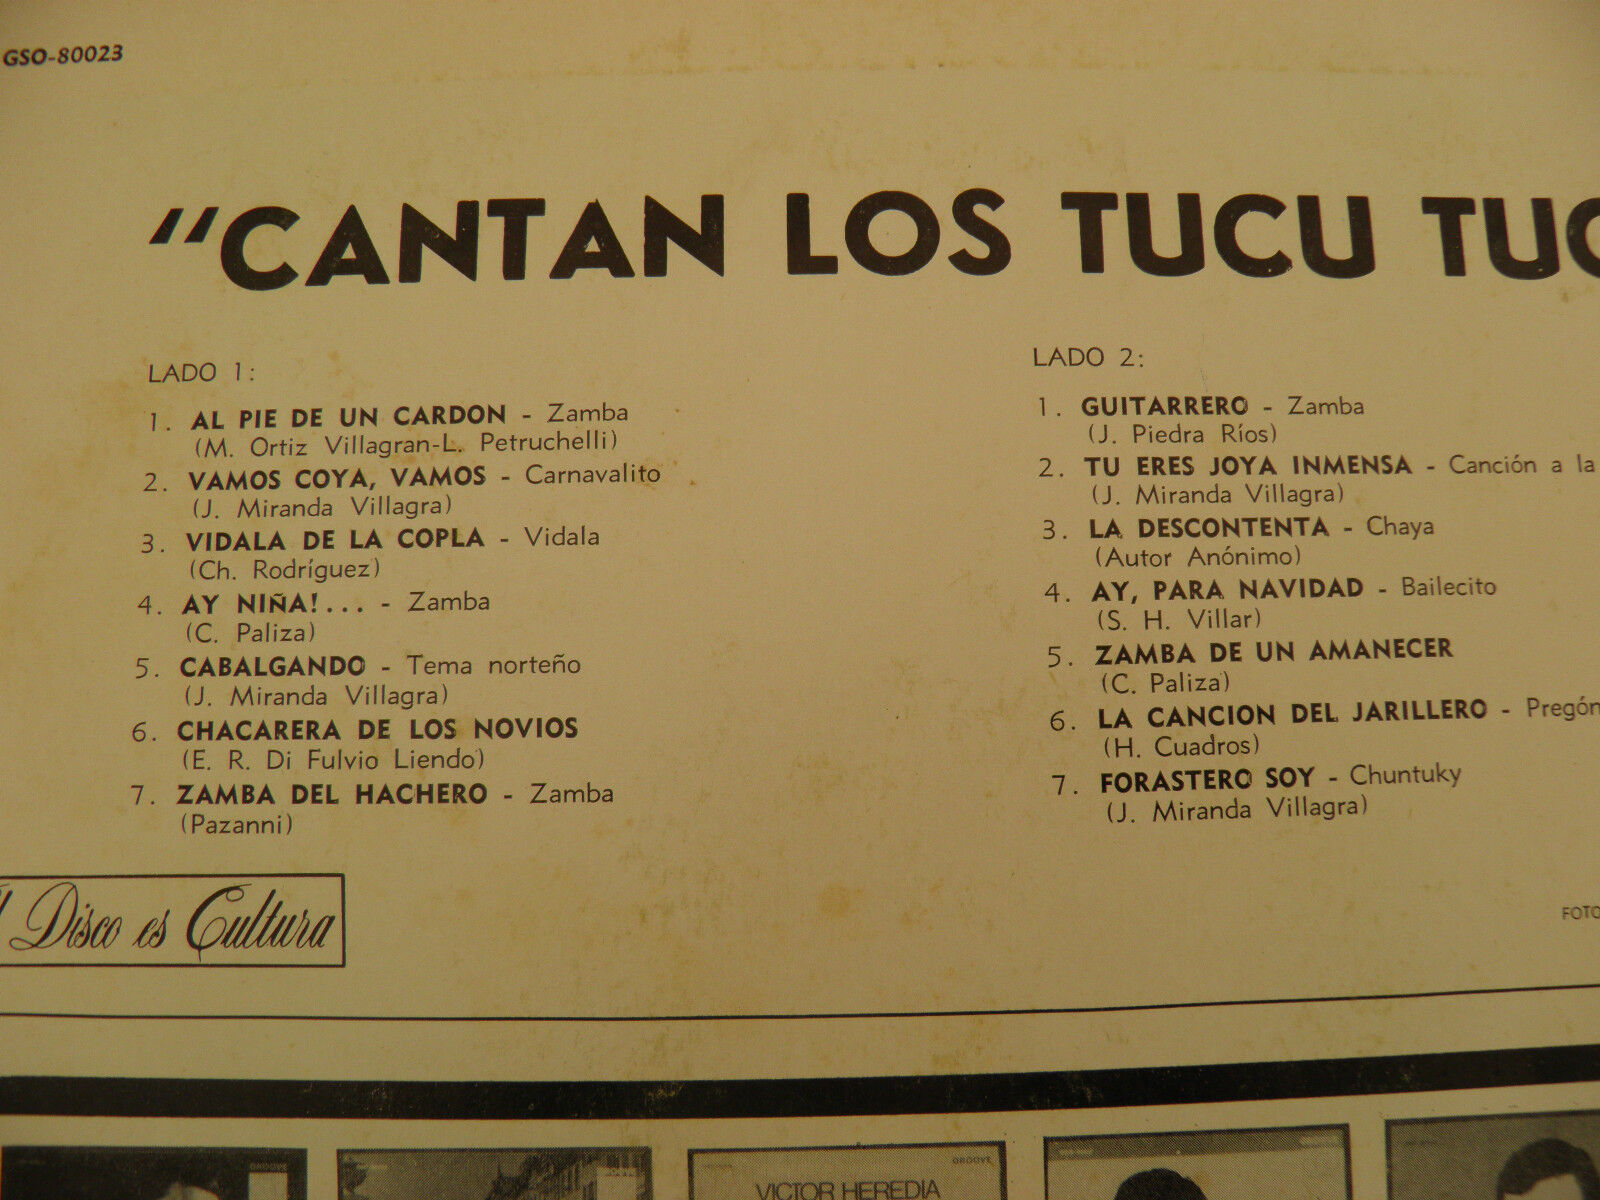 GSO-80023
"CANTAN LOS TUCU TUC
LADO 1:
1. AL PIE DE UN CARDON - Zamba
(M. Ortiz Villagran-L. Petruchelli)
2. VAMOS COYA, VAMOS - Carnavalito
(J. Miranda Villagra)
3. VIDALA DE LA COPLA - Vidala
(Ch. Rodríguez)
4. AY NIÑA!... - Zamba
(C. Paliza)
5. CABALGANDO - Tema norteño
(J. Miranda Villagra)
6. CHACARERA DE LOS NOVIOS
(E. R. Di Fulvio Liendo)
7. ZAMBA DEL HACHERO - Zamba
(Pazanni)
LADO 2:
1. GUITARRERO - Zamba
(J. Piedra Ríos)
2. TU ERES JOYA INMENSA - Canción a la
(J. Miranda Villagra)
3. LA DESCONTENTA - Chaya
(Autor Anónimo)
4. AY, PARA NAVIDAD - Bailecito
(S. H. Villar)
5. ZAMBA DE UN AMANECER
(C. Paliza)
6. LA CANCION DEL JARILLERO - Pregón
(H. Cuadros)
7. FORASTERO SOY - Chuntuky
(J. Miranda Villagra)
Disco es Cultura
FOTO
GROOVE
GROOVE
VICTOR HEREDIA